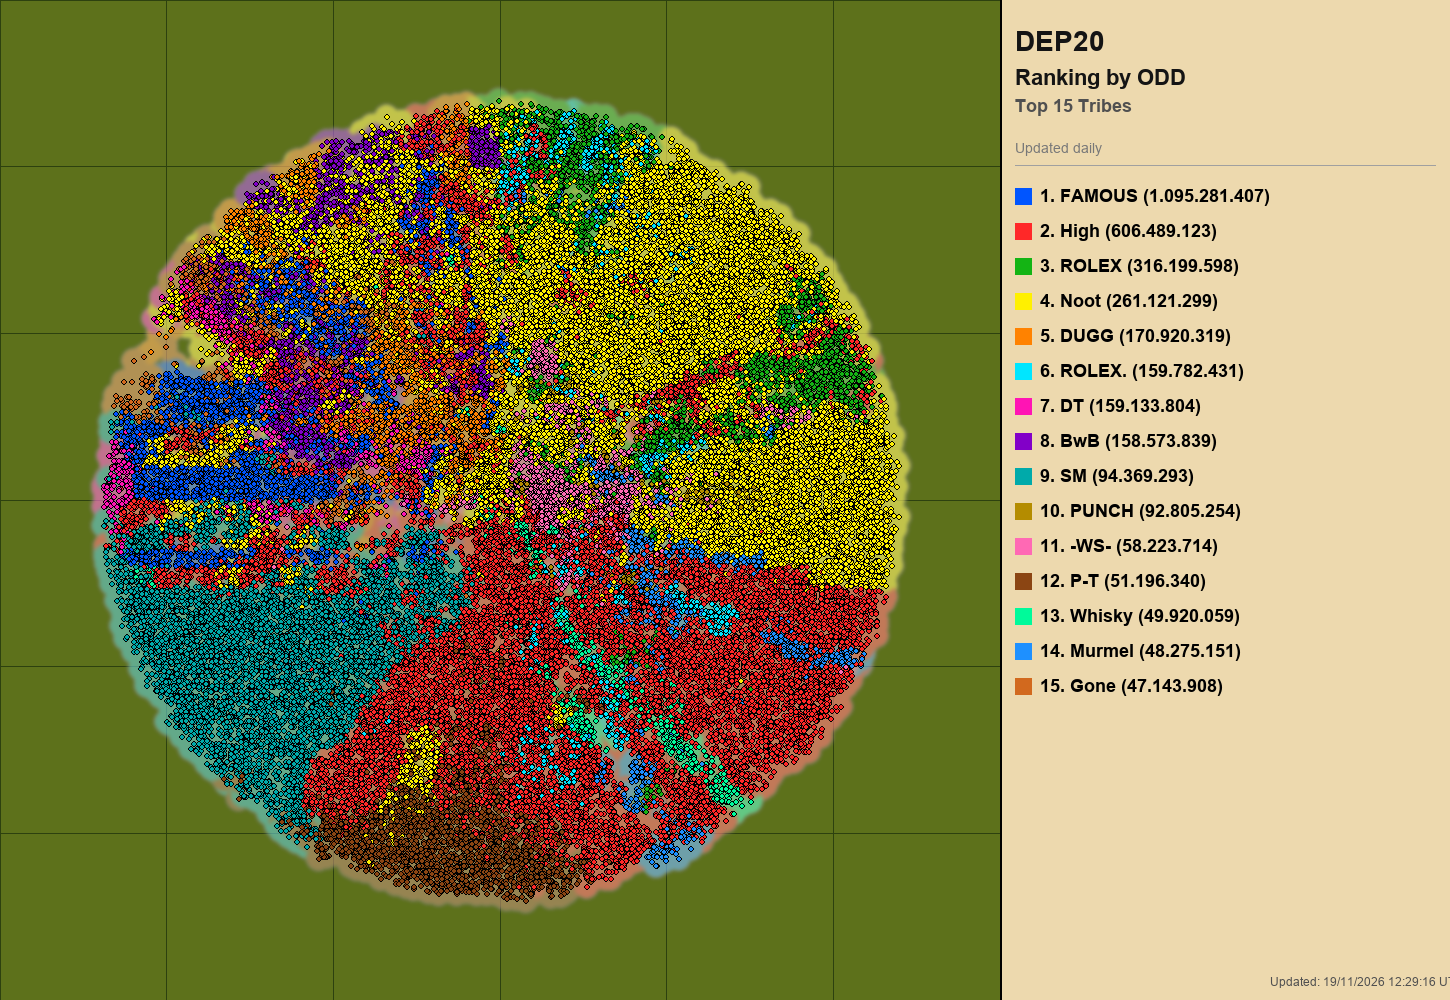 DEP20
Ranking by ODD
Top 15 Tribes
Updated daily
1. FAMOUS (1.095.281.407)
2. High (606.489.123)
3. ROLEX (316.199.598)
4. Noot (261.121.299)
5. DUGG (170.920.319)
6. ROLEX. (159.782.431)
7. DT (159.133.804)
8. BwB (158.573.839)
9. SM (94.369.293)
10. PUNCH (92.805.254)
11. -WS- (58.223.714)
12. P-T (51.196.340)
13. Whisky (49.920.059)
14. Murmel (48.275.151)
15. Gone (47.143.908)
Updated: 19/11/2026 12:29:16 U